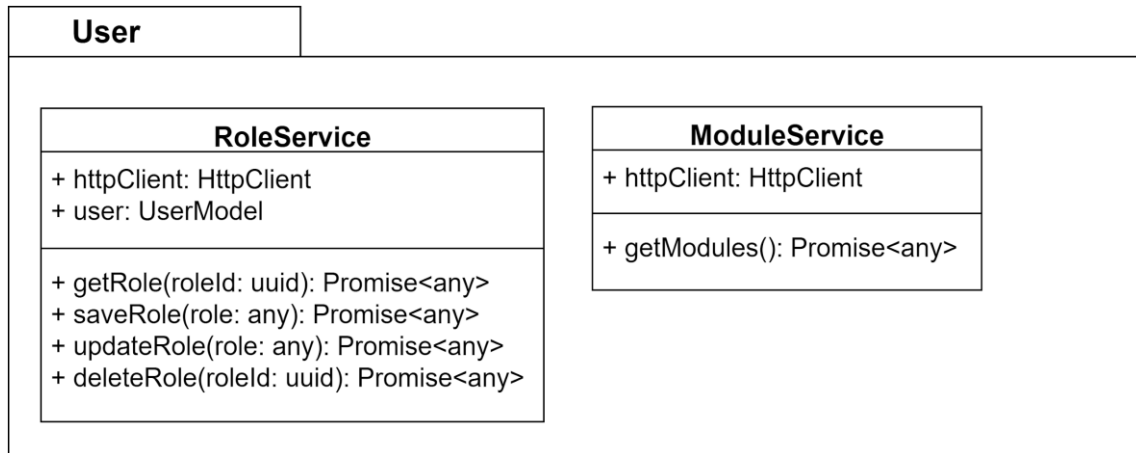 User
RoleService
+ httpClient: HttpClient
+ user: UserModel
+ getRole(roleId: uuid): Promise<any>
+ saveRole(role: any): Promise<any>
+ updateRole(role: any): Promise<any>
+ deleteRole(roleId: uuid): Promise<any>
ModuleService
+ httpClient: HttpClient
+ getModules(): Promise<any>